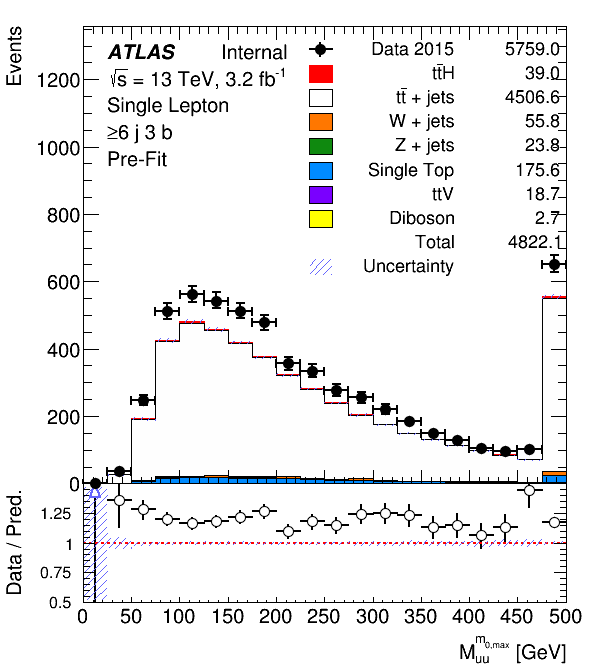 Events
ATLAS Internal
√s = 13 TeV, 3.2 fb⁻¹
Single Lepton
≥6 j 3 b
Pre-Fit
Data 2015 5759.0
tt̄H 39.0
tt̄ + jets 4506.6
W + jets 55.8
Z + jets 23.8
Single Top 175.6
ttV 18.7
Diboson 2.7
Total 4822.1
Uncertainty
1200
1000
800
600
400
200
0
Data / Pred.
1.25
1
0.75
0.5
0 50 100 150 200 250 300 350 400 450 500
M_uu^m_0,max [GeV]